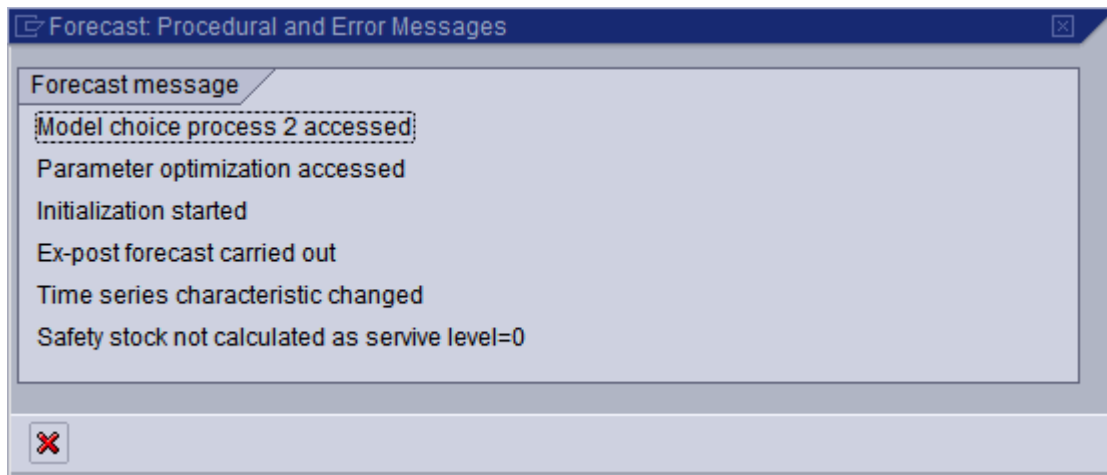 Forecast: Procedural and Error Messages
Forecast message
Model choice process 2 accessed
Parameter optimization accessed
Initialization started
Ex-post forecast carried out
Time series characteristic changed
Safety stock not calculated as servive level=0